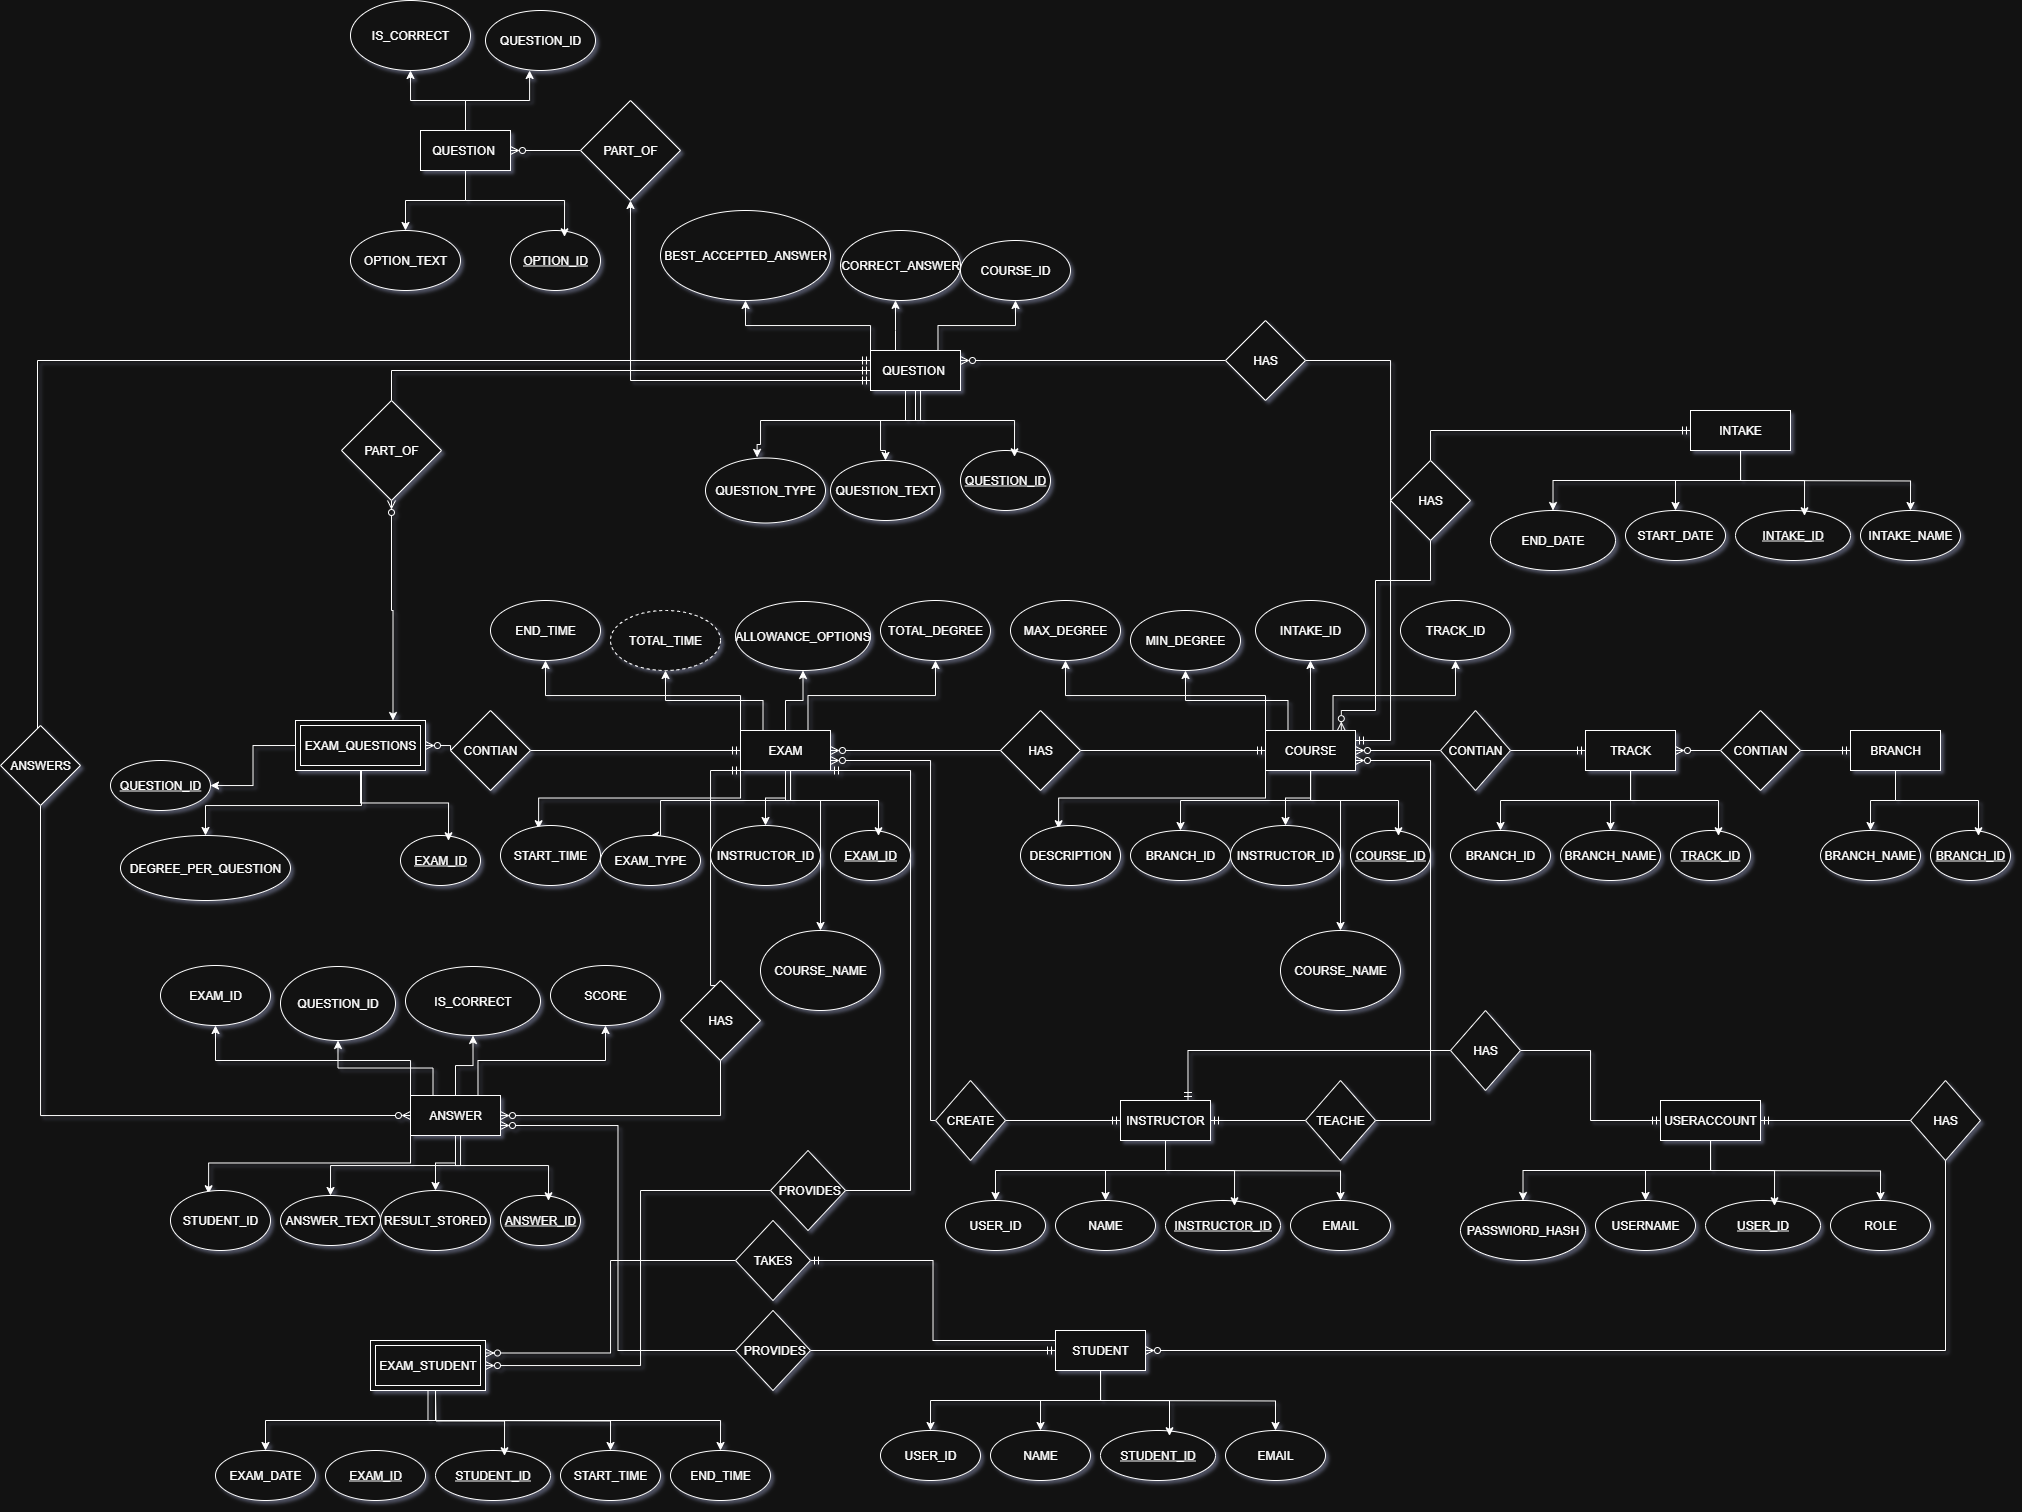 IS_CORRECT
QUESTION_ID
QUESTION
PART_OF
OPTION_TEXT
OPTION_ID
BEST_ACCEPTED_ANSWER
CORRECT_ANSWER
COURSE_ID
QUESTION
HAS
QUESTION_TYPE
QUESTION_TEXT
QUESTION_ID
PART_OF
INTAKE
HAS
END_DATE
START_DATE
INTAKE_ID
INTAKE_NAME
END_TIME
TOTAL_TIME
ALLOWANCE_OPTIONS
TOTAL_DEGREE
MAX_DEGREE
MIN_DEGREE
INTAKE_ID
TRACK_ID
ANSWERS
EXAM_QUESTIONS
CONTIAN
EXAM
HAS
COURSE
CONTIAN
TRACK
CONTIAN
BRANCH
QUESTION_ID
DEGREE_PER_QUESTION
EXAM_ID
START_TIME
EXAM_TYPE
INSTRUCTOR_ID
EXAM_ID
DESCRIPTION
BRANCH_ID
INSTRUCTOR_ID
COURSE_ID
BRANCH_ID
BRANCH_NAME
TRACK_ID
BRANCH_NAME
BRANCH_ID
COURSE_NAME
COURSE_NAME
EXAM_ID
QUESTION_ID
IS_CORRECT
SCORE
HAS
HAS
ANSWER
CREATE
INSTRUCTOR
TEACHE
USERACCOUNT
HAS
STUDENT_ID
ANSWER_TEXT
RESULT_STORED
ANSWER_ID
PROVIDES
USER_ID
NAME
INSTRUCTOR_ID
EMAIL
PASSWIORD_HASH
USERNAME
USER_ID
ROLE
TAKES
EXAM_STUDENT
PROVIDES
STUDENT
EXAM_DATE
EXAM_ID
STUDENT_ID
START_TIME
END_TIME
USER_ID
NAME
STUDENT_ID
EMAIL